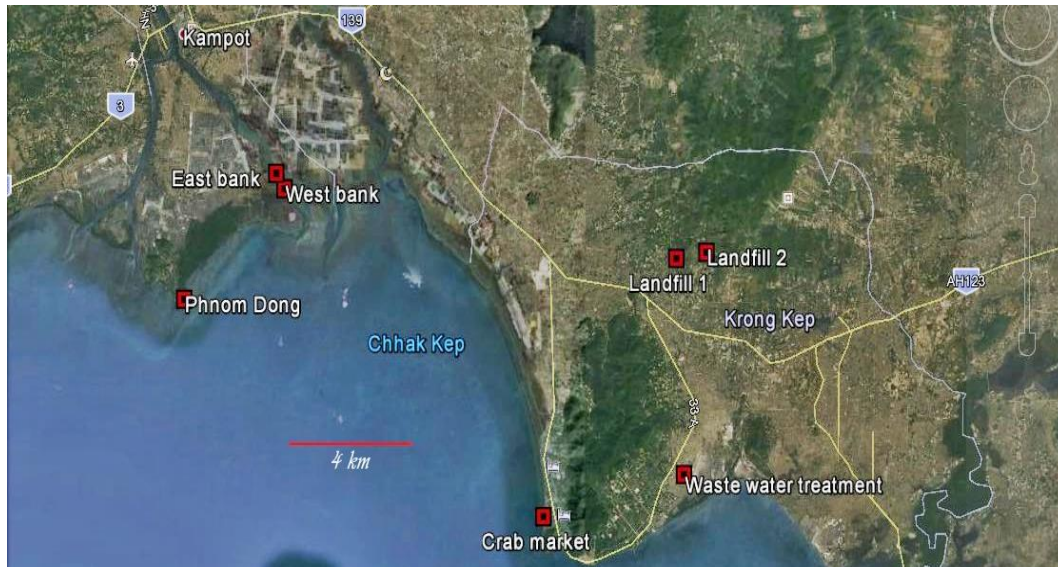 139
Kampot
3
East bank
West bank
Landfill 2
Landfill 1
AH123
Phnom Dong
Krong Kep
Chhak Kep
33 A
4 km
Waste water treatment
Crab market